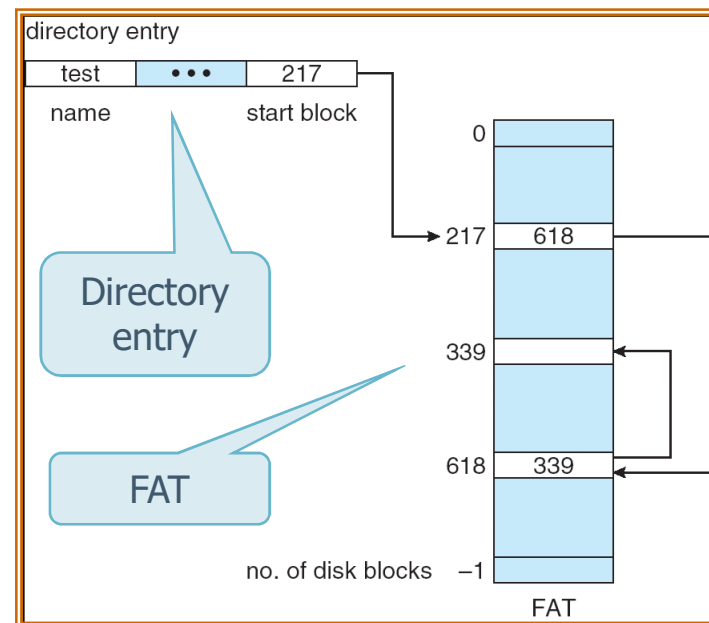 directory entry
test ••• 217
name start block
0
217 618
Directory
entry
339
618 339
FAT
no. of disk blocks –1
FAT